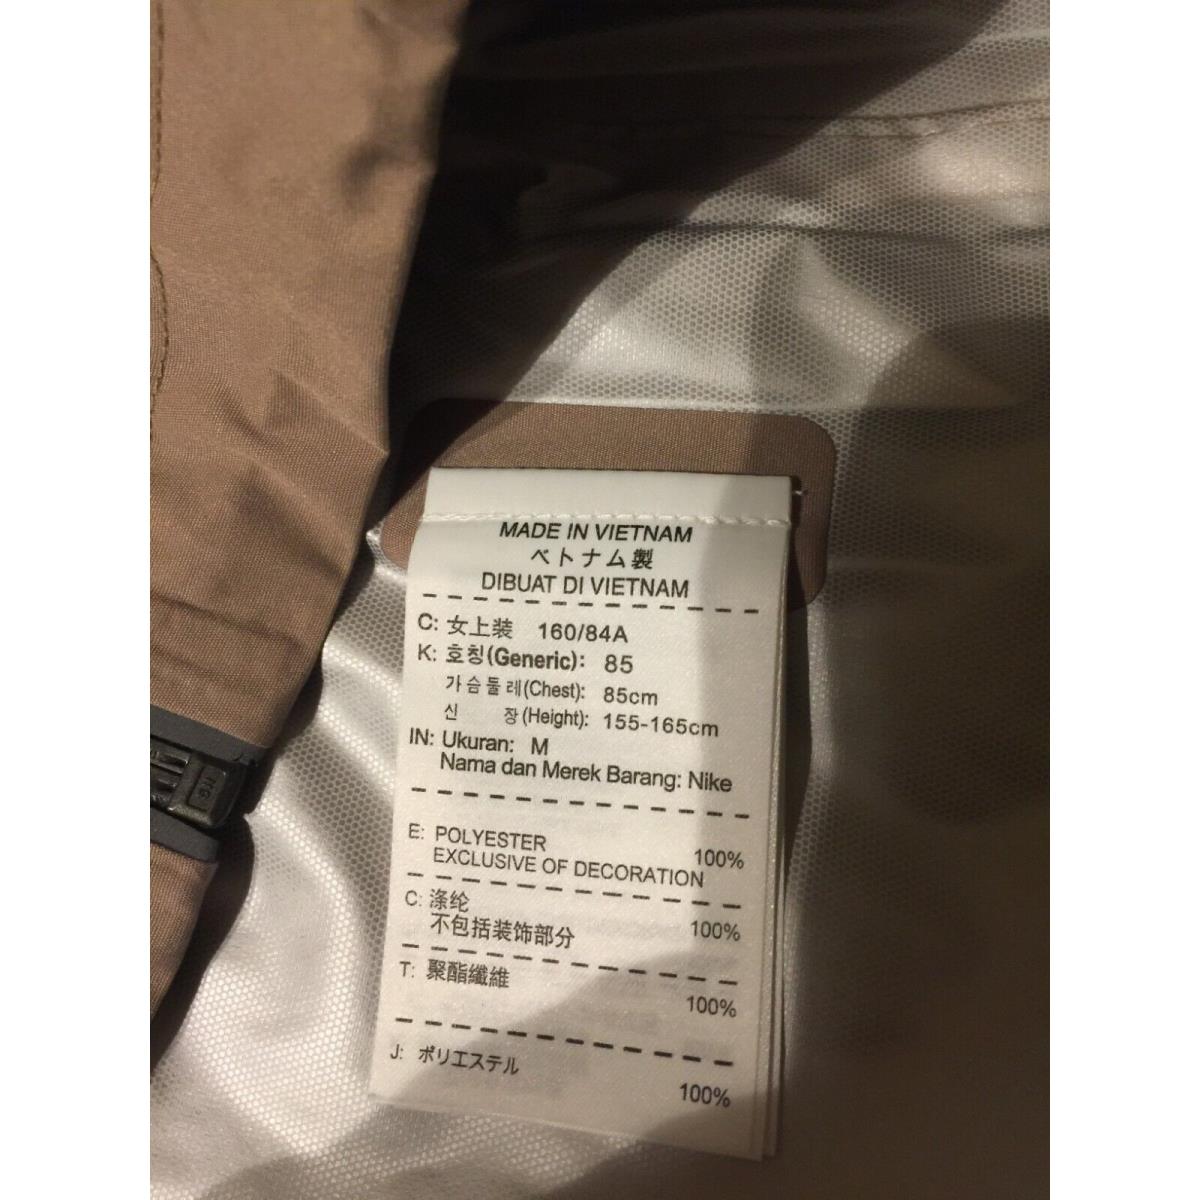 MADE IN VIETNAM
ベトナム製
DIBUAT DI VIETNAM
C: 女上装 160/84A
K: 호칭(Generic): 85
가슴둘레(Chest): 85cm
신 장(Height): 155-165cm
IN: Ukuran: M
Nama dan Merek Barang: Nike
E: POLYESTER 100%
EXCLUSIVE OF DECORATION
C: 涤纶 100%
不包括装饰部分
T: 聚酯纖維 100%
J: ポリエステル 100%